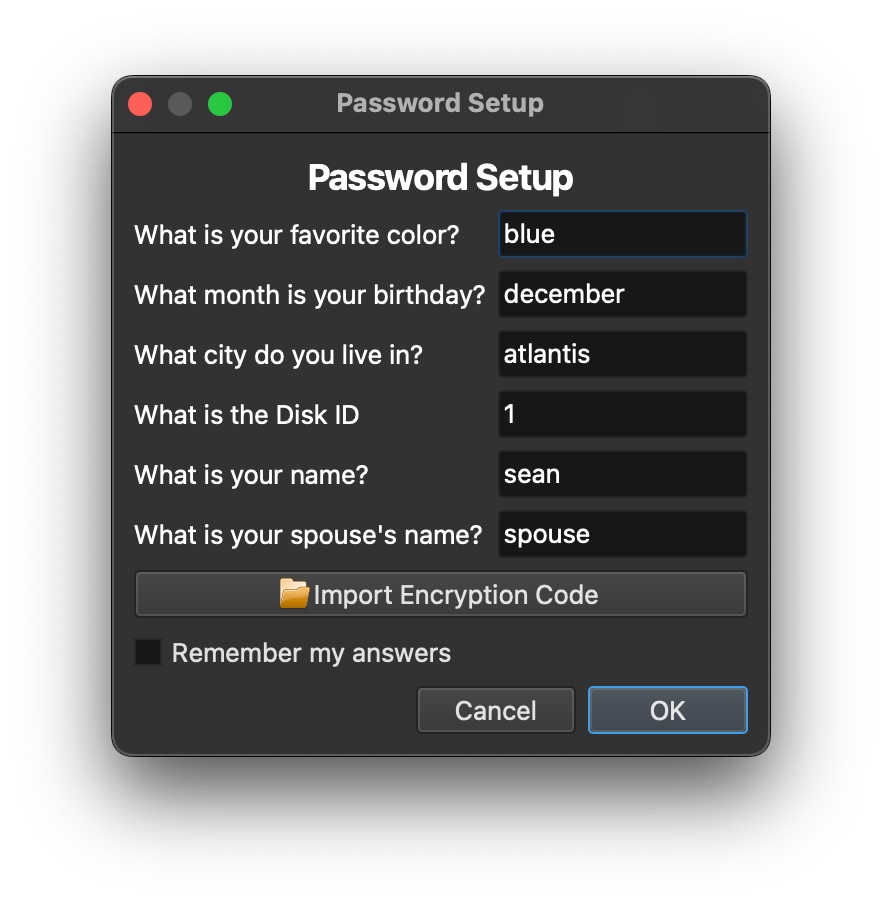 Password Setup
Password Setup
What is your favorite color? blue
What month is your birthday? december
What city do you live in? atlantis
What is the Disk ID 1
What is your name? sean
What is your spouse's name? spouse
Import Encryption Code
Remember my answers
Cancel OK